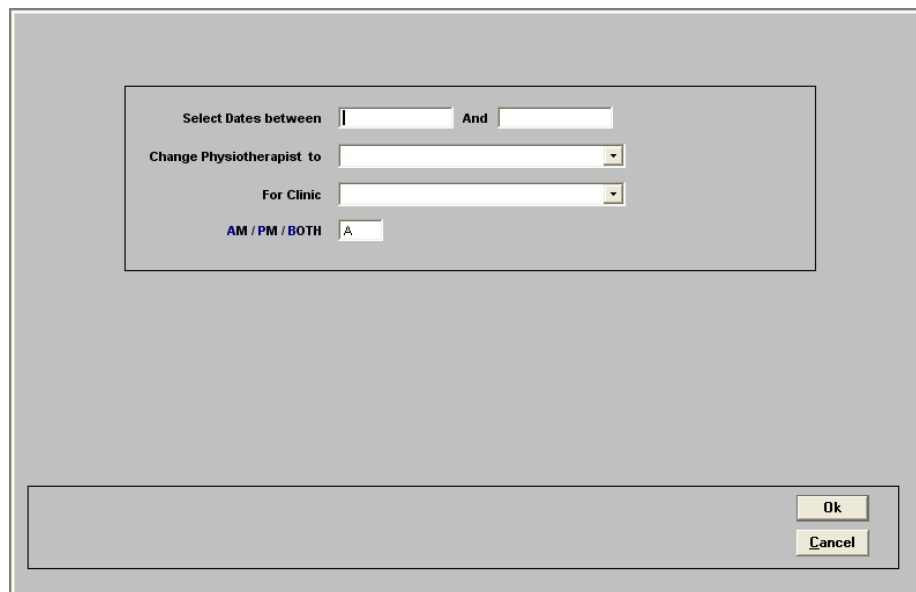 Select Dates between And
Change Physiotherapist to
For Clinic
AM / PM / BOTH A
Ok
Cancel